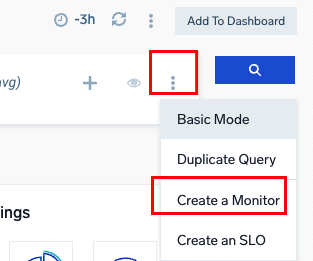 -3h
Add To Dashboard
vg)
Basic Mode
Duplicate Query
Create a Monitor
ings
Create an SLO